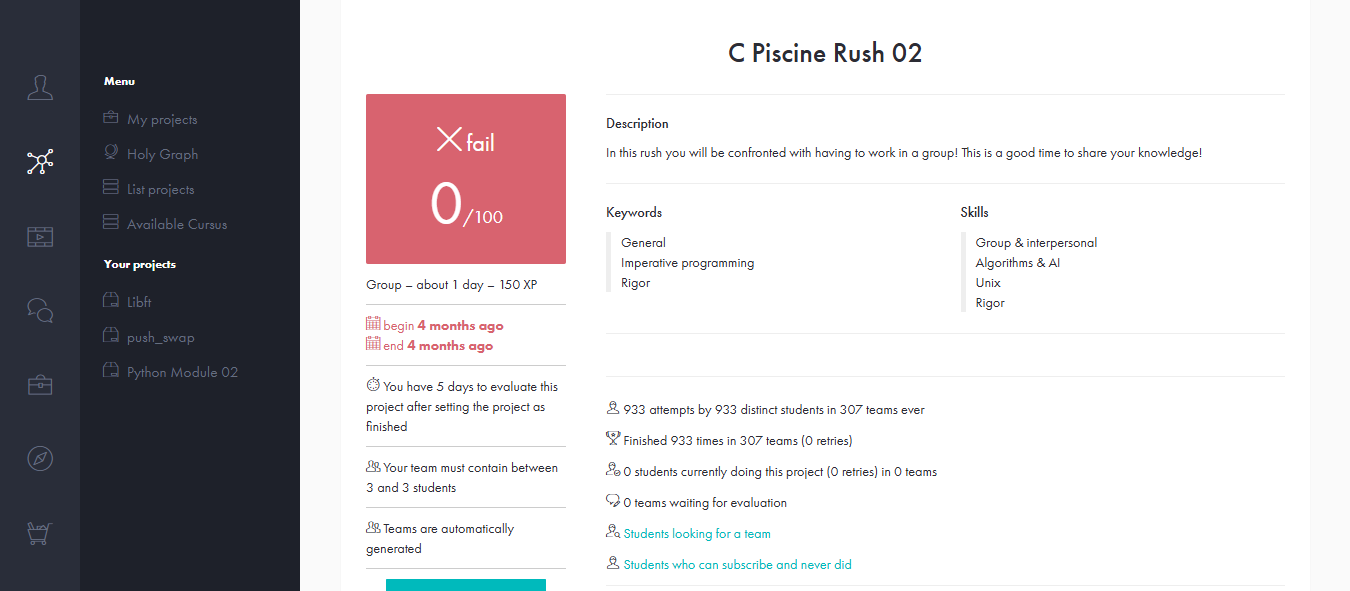 C Piscine Rush 02
Menu
My projects
Holy Graph
List projects
Available Cursus
Your projects
Libft
push_swap
Python Module 02
fail
0/100
Group – about 1 day – 150 XP
begin 4 months ago
end 4 months ago
You have 5 days to evaluate this
project after setting the project as
finished
Your team must contain between
3 and 3 students
Teams are automatically
generated
Description
In this rush you will be confronted with having to work in a group! This is a good time to share your knowledge!
Keywords
General
Imperative programming
Rigor
Skills
Group & interpersonal
Algorithms & AI
Unix
Rigor
933 attempts by 933 distinct students in 307 teams ever
Finished 933 times in 307 teams (0 retries)
0 students currently doing this project (0 retries) in 0 teams
0 teams waiting for evaluation
Students looking for a team
Students who can subscribe and never did